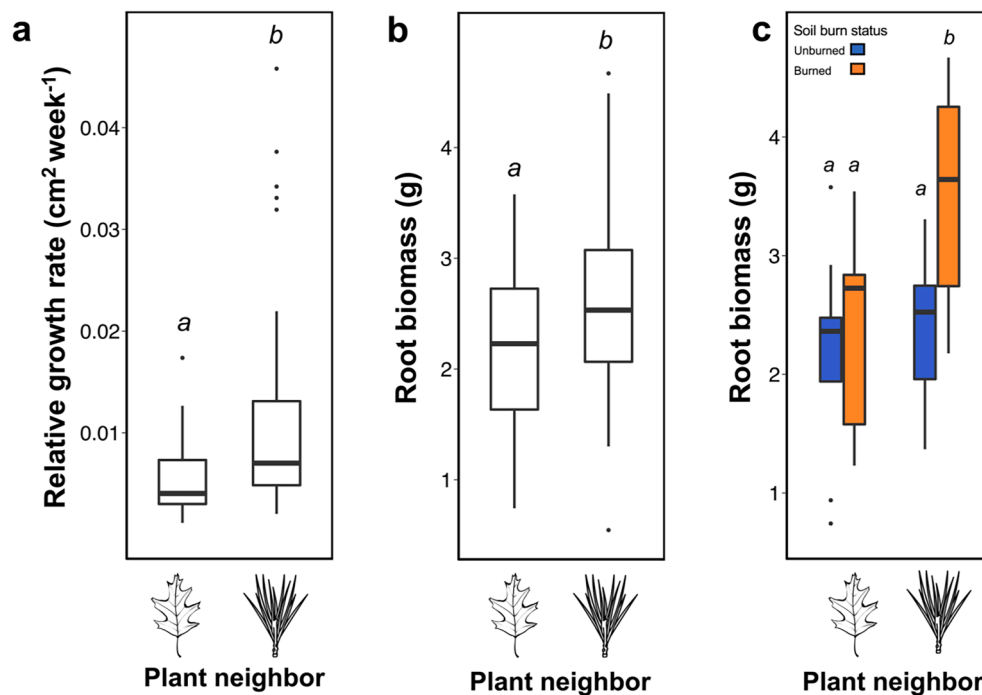 a
Relative growth rate (cm² week⁻¹)
0.04
0.03
0.02
0.01
a
b
Plant neighbor
b
Root biomass (g)
4
3
2
1
a
b
Plant neighbor
c
Soil burn status
Unburned
Burned
Root biomass (g)
4
3
2
1
a
a
a
b
Plant neighbor